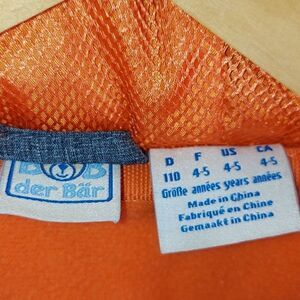 B B
der Bär
D F US CA
110 4-5 4-5 4-5
Größe années years années
Made in China
Fabriqué en Chine
Gemaakt in China